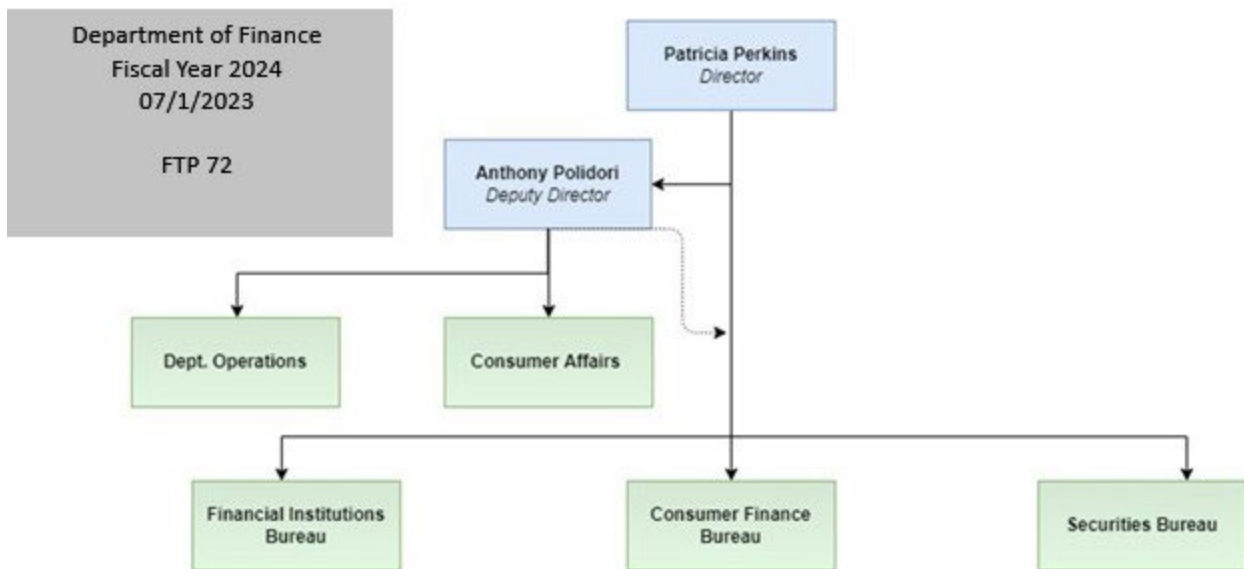 Department of Finance
Fiscal Year 2024
07/1/2023
FTP 72
Patricia Perkins
Director
Anthony Polidori
Deputy Director
Dept. Operations
Consumer Affairs
Financial Institutions
Bureau
Consumer Finance
Bureau
Securities Bureau